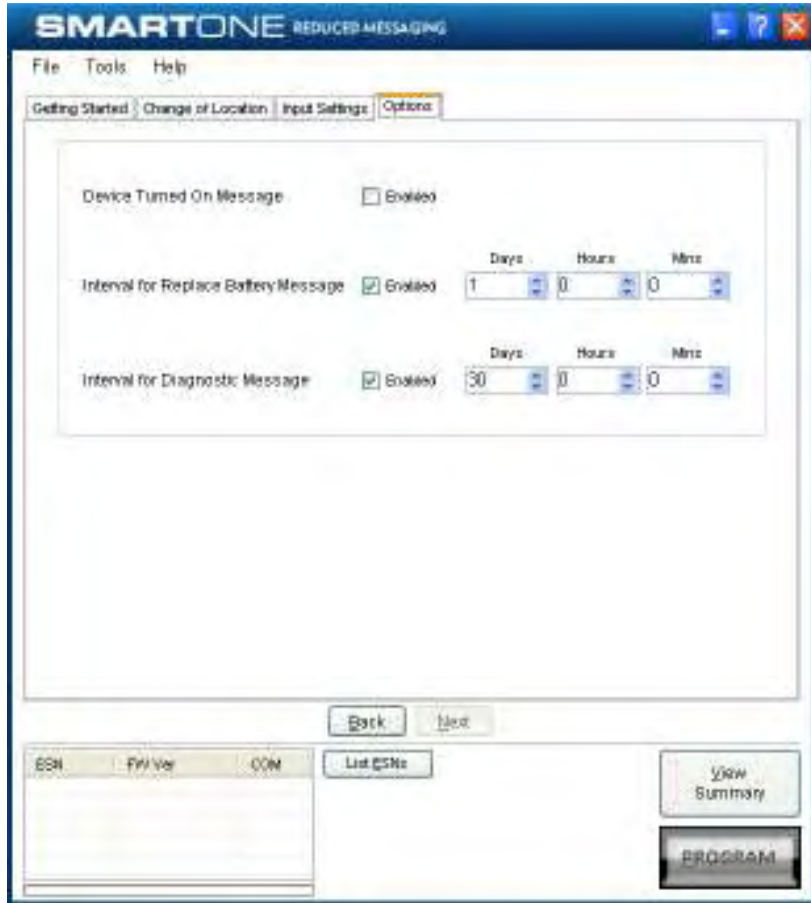 SMARTONE REDUCED MESSAGING
File Tools Help
Getting Started Change of Location Input Settings Options
Device Turned On Message Enabled
Days Hours Mins
Interval for Replace Battery Message Enabled 1 0 0
Days Hours Mins
Interval for Diagnostic Message Enabled 30 0 0
Back Next
ESN FW Ver COM List ESNs
View
Summary
PROGRAM